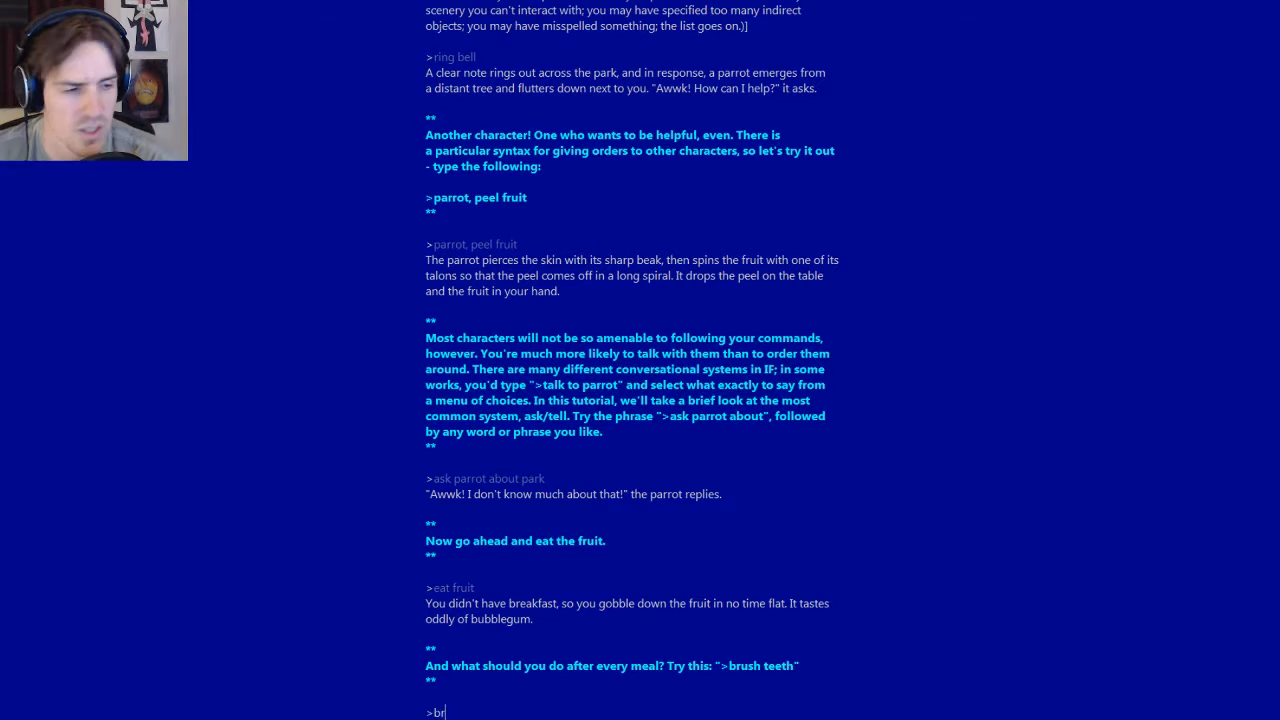 scenery you can't interact with; you may have specified too many indirect
objects; you may have misspelled something; the list goes on.)]
>ring bell
A clear note rings out across the park, and in response, a parrot emerges from
a distant tree and flutters down next to you. "Awwk! How can I help?" it asks.
**
Another character! One who wants to be helpful, even. There is
a particular syntax for giving orders to other characters, so let's try it out
- type the following:
>parrot, peel fruit
**
>parrot, peel fruit
The parrot pierces the skin with its sharp beak, then spins the fruit with one of its
talons so that the peel comes off in a long spiral. It drops the peel on the table
and the fruit in your hand.
**
Most characters will not be so amenable to following your commands,
however. You're much more likely to talk with them than to order them
around. There are many different conversational systems in IF; in some
works, you'd type ">talk to parrot" and select what exactly to say from
a menu of choices. In this tutorial, we'll take a brief look at the most
common system, ask/tell. Try the phrase ">ask parrot about", followed
by any word or phrase you like.
**
>ask parrot about park
"Awwk! I don't know much about that!" the parrot replies.
**
Now go ahead and eat the fruit.
**
>eat fruit
You didn't have breakfast, so you gobble down the fruit in no time flat. It tastes
oddly of bubblegum.
**
And what should you do after every meal? Try this: ">brush teeth"
**
>br